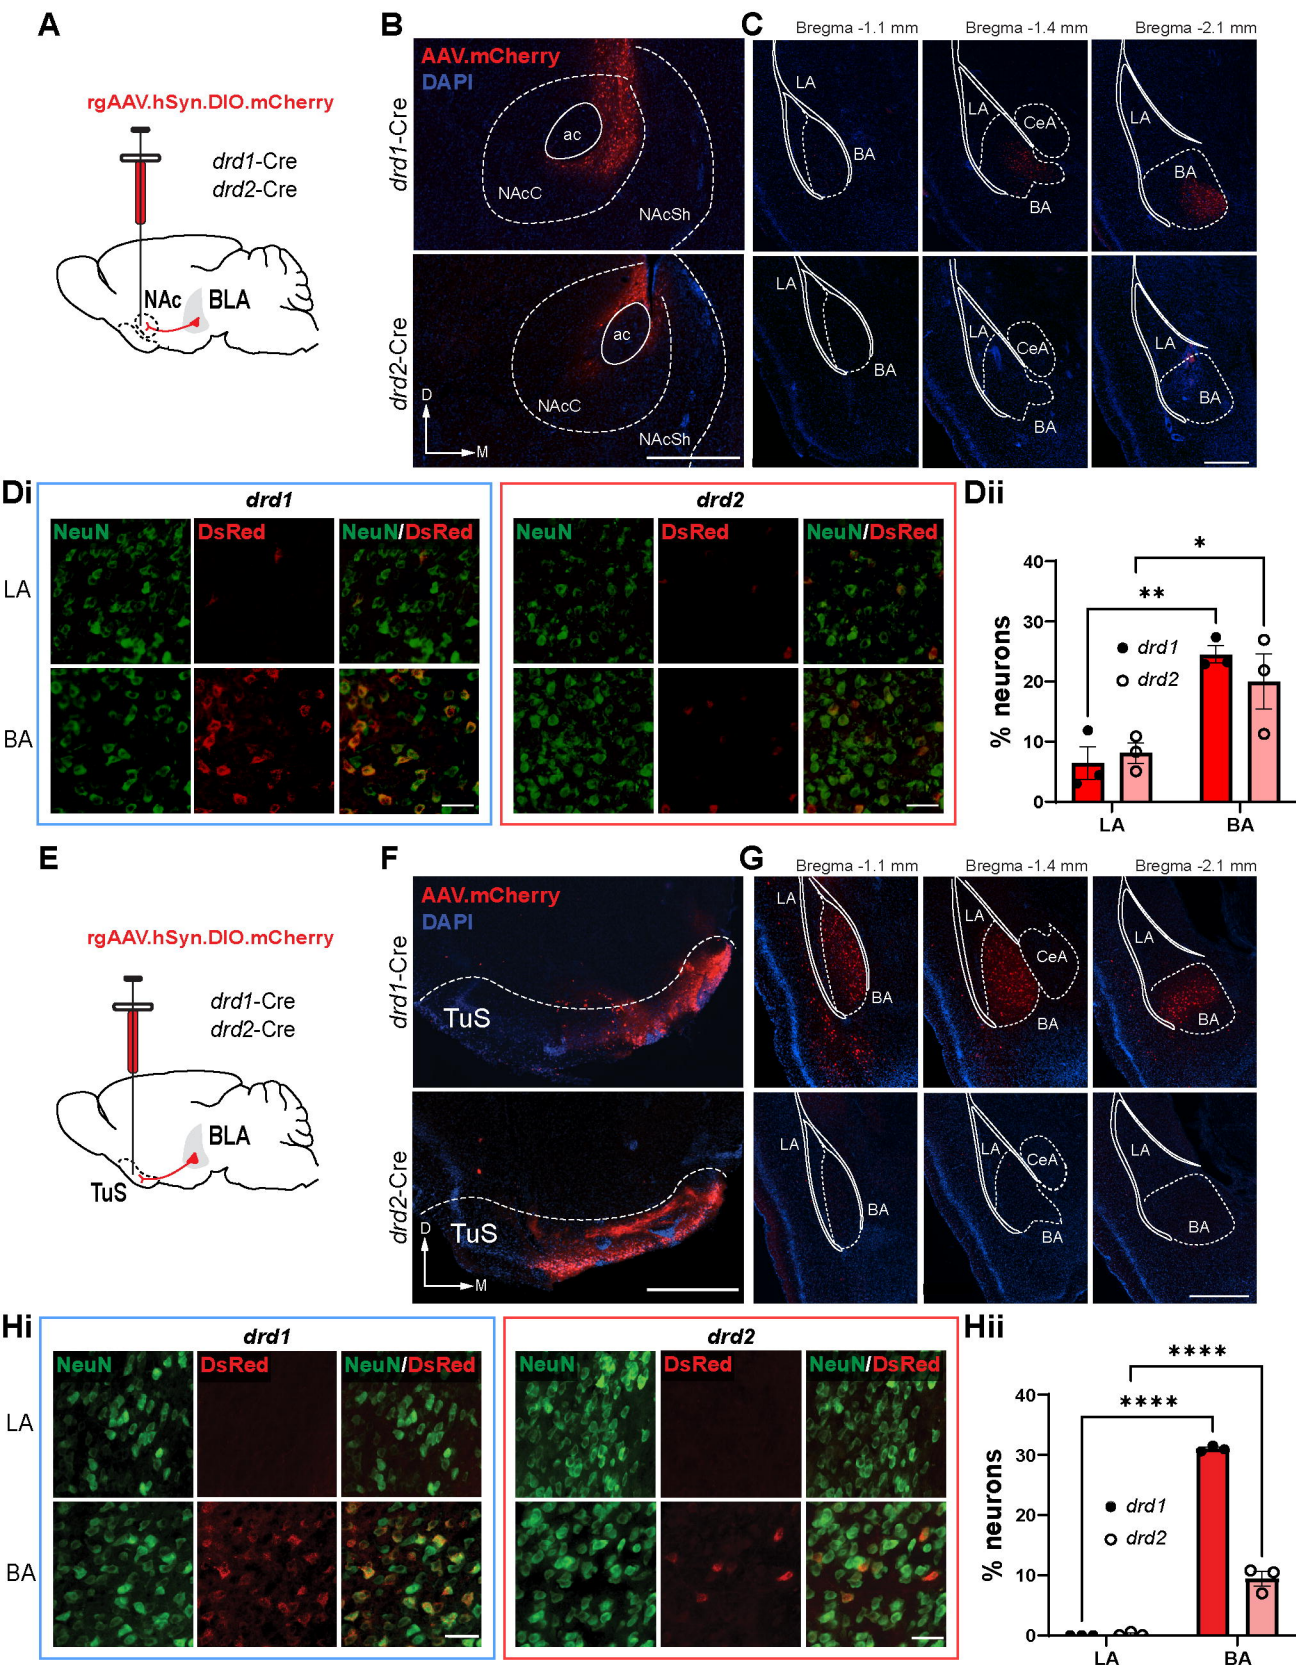 A
rgAAV.hSyn.DIO.mCherry
drd1-Cre
drd2-Cre
NAc
BLA
B
AAV.mCherry
DAPI
drd1-Cre
ac
NAcC
NAcSh
drd2-Cre
ac
NAcC
NAcSh
D
M
C
Bregma -1.1 mm
Bregma -1.4 mm
Bregma -2.1 mm
LA
BA
LA
CeA
BA
LA
BA
LA
BA
LA
CeA
BA
LA
BA
Di
drd1
NeuN
DsRed
NeuN/DsRed
LA
BA
drd2
NeuN
DsRed
NeuN/DsRed
Dii
% neurons
40
30
20
10
0
*
**
drd1
drd2
LA
BA
E
rgAAV.hSyn.DIO.mCherry
drd1-Cre
drd2-Cre
BLA
TuS
F
AAV.mCherry
DAPI
drd1-Cre
TuS
drd2-Cre
TuS
D
M
G
Bregma -1.1 mm
Bregma -1.4 mm
Bregma -2.1 mm
LA
BA
LA
CeA
BA
LA
BA
LA
BA
LA
CeA
BA
LA
BA
Hi
drd1
NeuN
DsRed
NeuN/DsRed
LA
BA
drd2
NeuN
DsRed
NeuN/DsRed
Hii
% neurons
40
30
20
10
0
****
****
drd1
drd2
LA
BA